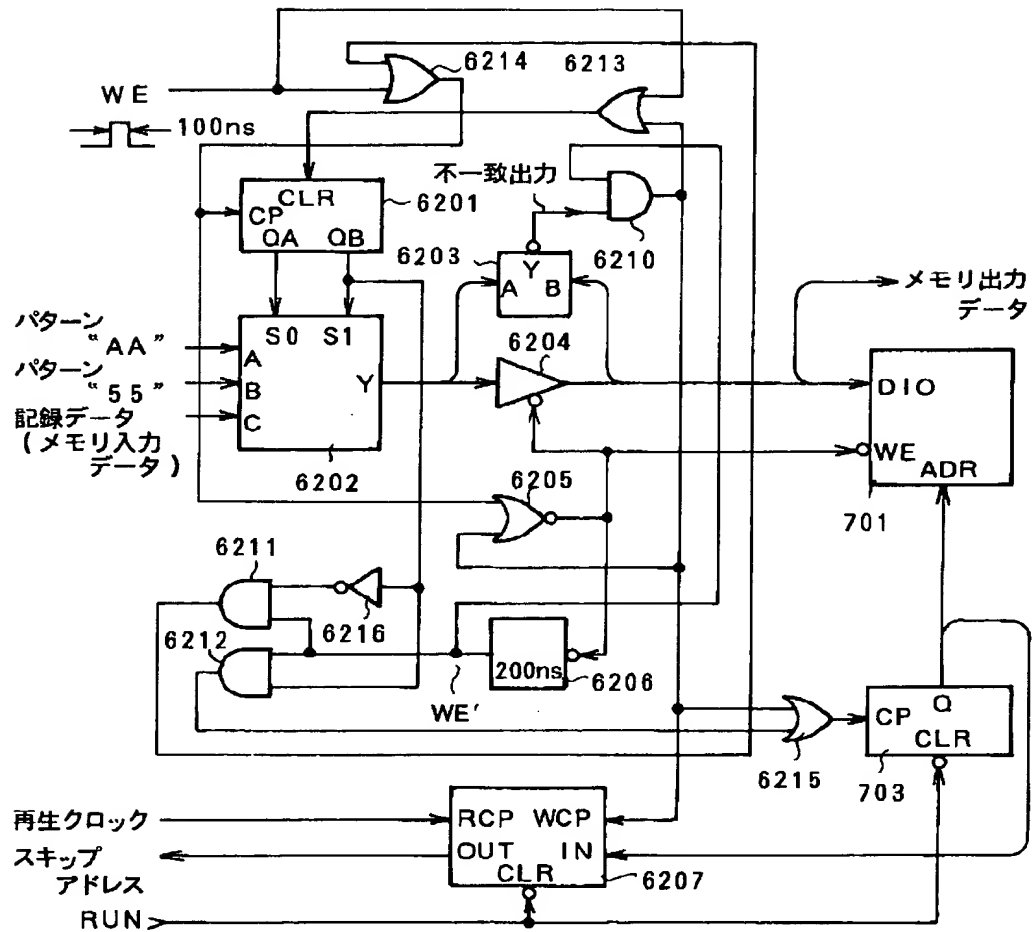 6214
6213
WE
100ns
不一致出力
CLR
6201
CP
QA QB
6203
Y
6210
A B
メモリ出力
データ
パターン
“AA”
S0 S1
6204
A
パターン
“55”
B
Y
DIO
記録データ
C
(メモリ入力
データ)
WE
6202
6205
ADR
701
6211
6216
6212
200ns
6206
WE'
Q
CP
CLR
6215
703
再生クロック
RCP WCP
スキップ
OUT IN
アドレス
CLR
6207
RUN